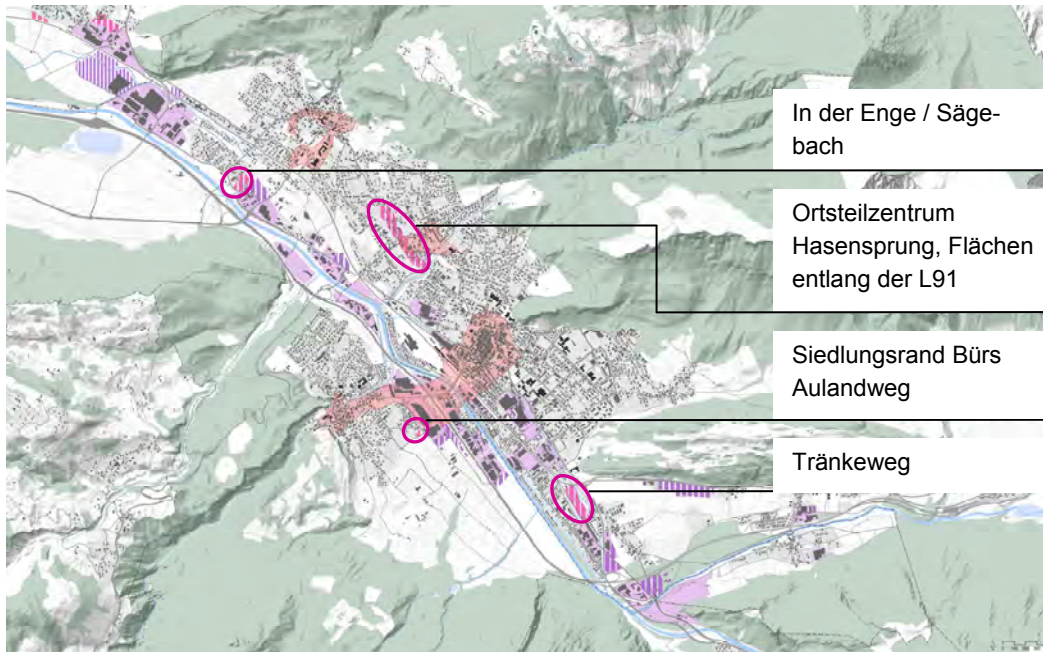 In der Enge / Säge-
bach
Ortsteilzentrum
Hasensprung, Flächen
entlang der L91
Siedlungsrand Bürs
Aulandweg
Tränkeweg